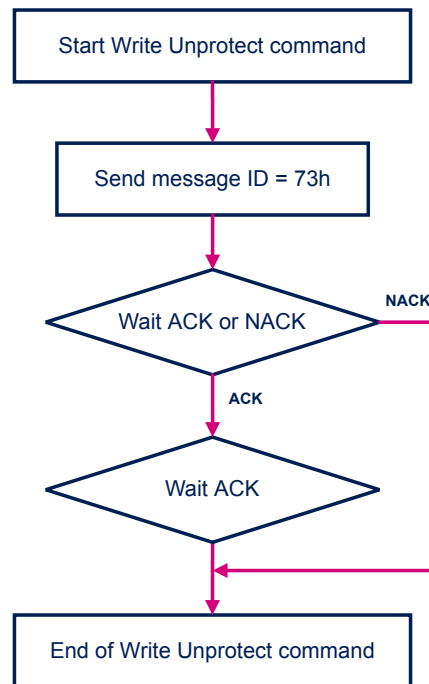 Start Write Unprotect command
Send message ID = 73h
Wait ACK or NACK
NACK
ACK
Wait ACK
End of Write Unprotect command